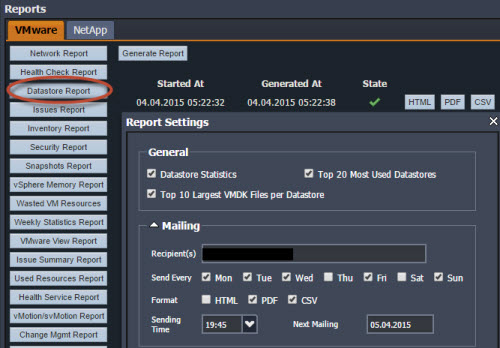 Reports
VMware NetApp
Network Report Generate Report
Health Check Report
Started At Generated At State
Datastore Report
04.04.2015 05:22:32 04.04.2015 05:22:38 HTML PDF CSV
Issues Report
Inventory Report
Security Report
Snapshots Report
vSphere Memory Report
Wasted VM Resources
Weekly Statistics Report
VMware View Report
Issue Summary Report
Used Resources Report
Health Service Report
vMotion/svMotion Report
Change Mgmt Report
Report Settings
General
Datastore Statistics Top 20 Most Used Datastores
Top 10 Largest VMDK Files per Datastore
Mailing
Recipient(s)
Send Every Mon Tue Wed Thu Fri Sat Sun
Format HTML PDF CSV
Sending Time 19:45 Next Mailing 05.04.2015